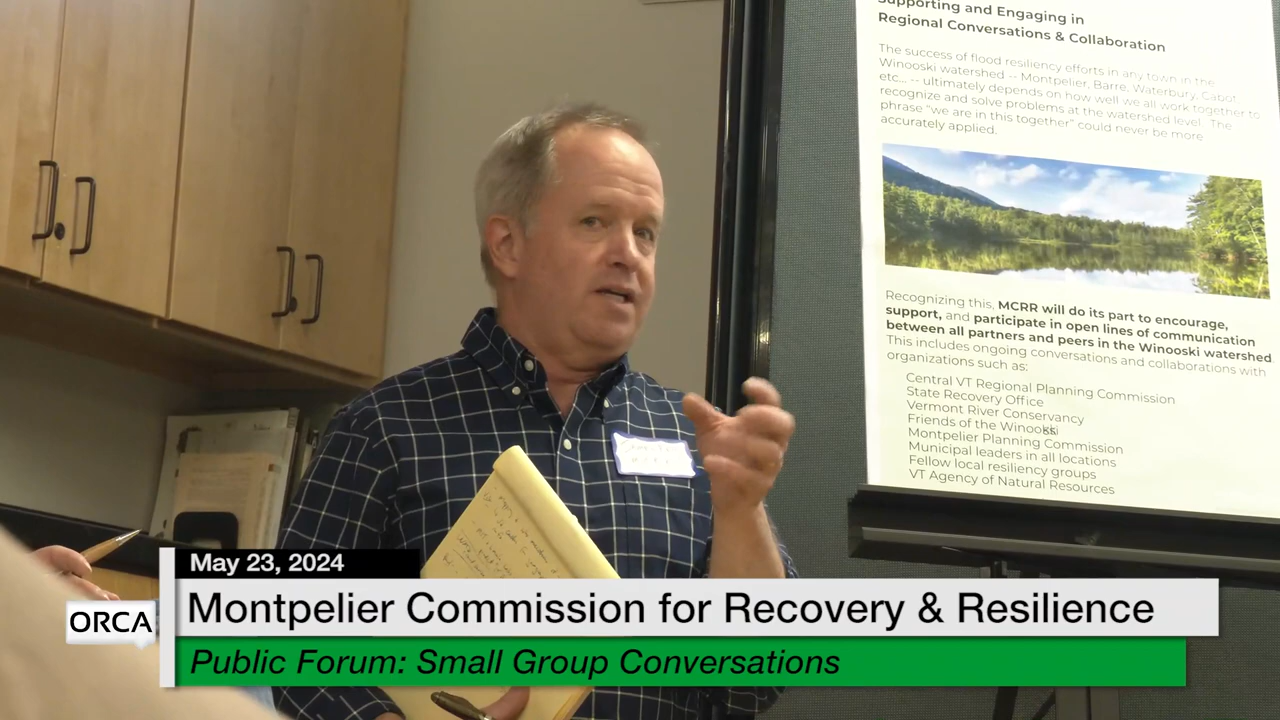 Supporting and Engaging in
Regional Conversations & Collaboration
The success of flood resiliency efforts in any town in the
Winooski watershed -- Montpelier, Barre, Waterbury, Cabot,
etc... -- ultimately depends on how well we all work together to
recognize and solve problems at the watershed level. The
phrase "we are in this together" could never be more
accurately applied.
Recognizing this, MCRR will do its part to encourage,
support, and participate in open lines of communication
between all partners and peers in the Winooski watershed
This includes ongoing conversations and collaborations with
organizations such as:
Central VT Regional Planning Commission
State Recovery Office
Vermont River Conservancy
Friends of the Winooski
Montpelier Planning Commission
Municipal leaders in all locations
Fellow local resiliency groups
VT Agency of Natural Resources
May 23, 2024
ORCA
Montpelier Commission for Recovery & Resilience
Public Forum: Small Group Conversations